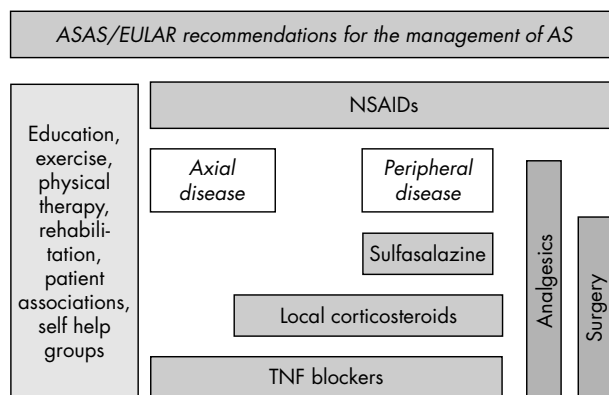 ASAS/EULAR recommendations for the management of AS
NSAIDs
Education,
exercise,
physical
therapy,
rehabili-
tation,
patient
associations,
self help
groups
Axial
disease
Peripheral
disease
Sulfasalazine
Local corticosteroids
TNF blockers
Analgesics
Surgery